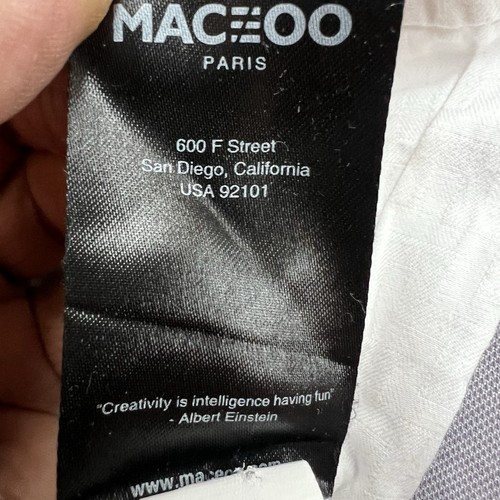 MACEOO
PARIS
600 F Street
San Diego, California
USA 92101
"Creativity is intelligence having fun"
- Albert Einstein